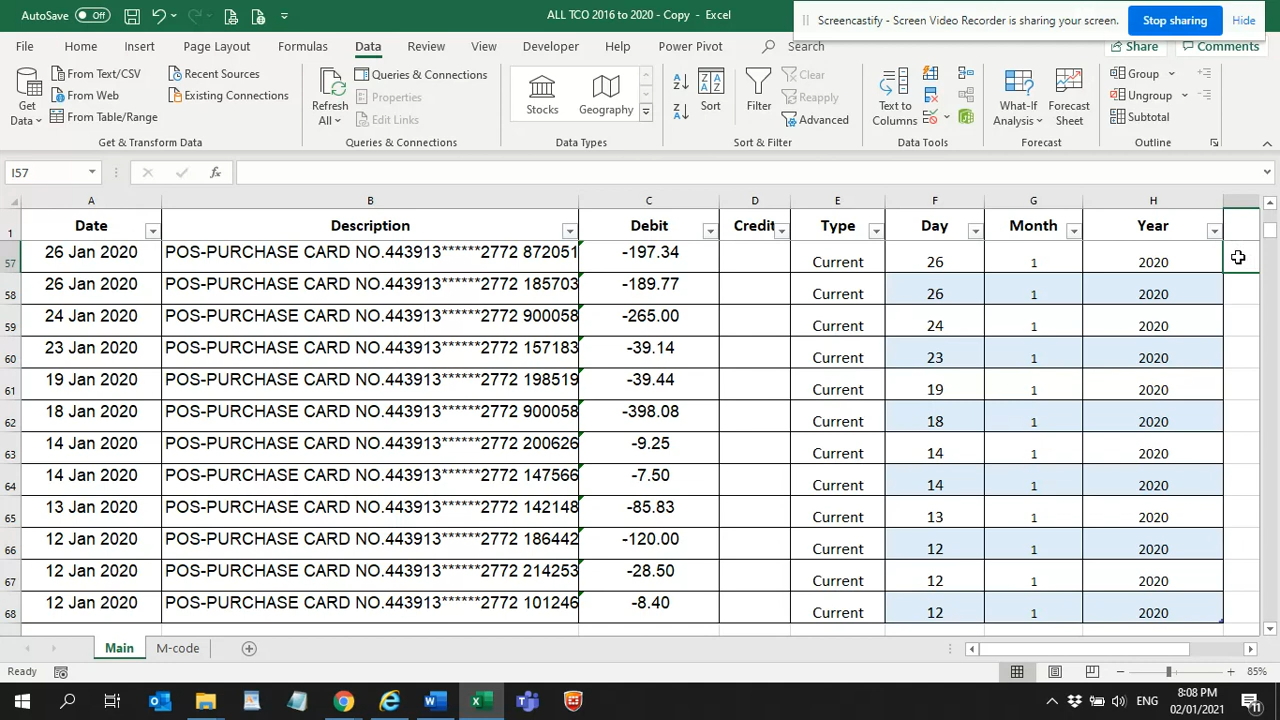 AutoSave Off ALL TCO 2016 to 2020 - Copy - Excel Screencastify - Screen Video Recorder is sharing your screen. Stop sharing Hide
File Home Insert Page Layout Formulas Data Review View Developer Help Power Pivot Search Share Comments
Get Data
From Text/CSV
From Web
From Table/Range
Recent Sources
Existing Connections
Get & Transform Data
Refresh All
Queries & Connections
Properties
Edit Links
Queries & Connections
Stocks Geography
Data Types
Sort
Filter
Clear
Reapply
Advanced
Sort & Filter
Text to Columns
Data Tools
What-If Analysis
Forecast Sheet
Forecast
Group
Ungroup
Subtotal
Outline
I57 fx
A B C D E F G H
1 Date Description Debit Credit Type Day Month Year
57 26 Jan 2020 POS-PURCHASE CARD NO.443913******2772 872051 -197.34 Current 26 1 2020
58 26 Jan 2020 POS-PURCHASE CARD NO.443913******2772 185703 -189.77 Current 26 1 2020
59 24 Jan 2020 POS-PURCHASE CARD NO.443913******2772 900058 -265.00 Current 24 1 2020
60 23 Jan 2020 POS-PURCHASE CARD NO.443913******2772 157183 -39.14 Current 23 1 2020
61 19 Jan 2020 POS-PURCHASE CARD NO.443913******2772 198519 -39.44 Current 19 1 2020
62 18 Jan 2020 POS-PURCHASE CARD NO.443913******2772 900058 -398.08 Current 18 1 2020
63 14 Jan 2020 POS-PURCHASE CARD NO.443913******2772 200626 -9.25 Current 14 1 2020
64 14 Jan 2020 POS-PURCHASE CARD NO.443913******2772 147566 -7.50 Current 14 1 2020
65 13 Jan 2020 POS-PURCHASE CARD NO.443913******2772 142148 -85.83 Current 13 1 2020
66 12 Jan 2020 POS-PURCHASE CARD NO.443913******2772 186442 -120.00 Current 12 1 2020
67 12 Jan 2020 POS-PURCHASE CARD NO.443913******2772 214253 -28.50 Current 12 1 2020
68 12 Jan 2020 POS-PURCHASE CARD NO.443913******2772 101246 -8.40 Current 12 1 2020
Main M-code
Ready 85%
ENG 8:08 PM
02/01/2021 11